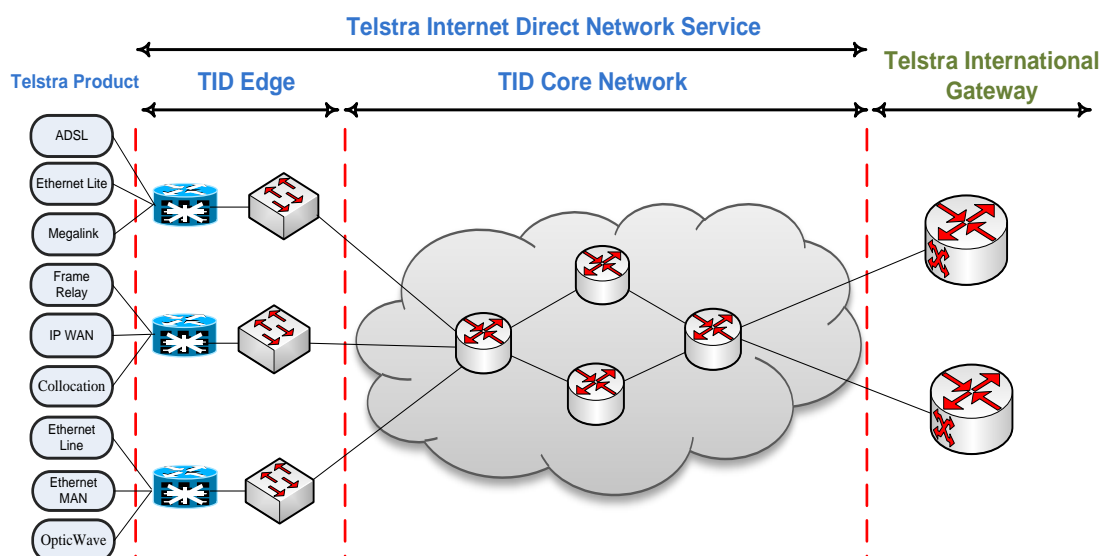 Telstra Internet Direct Network Service
Telstra Product
TID Edge
TID Core Network
Telstra International
Gateway
ADSL
Ethernet Lite
Megalink
Frame
Relay
IP WAN
Collocation
Ethernet
Line
Ethernet
MAN
OpticWave